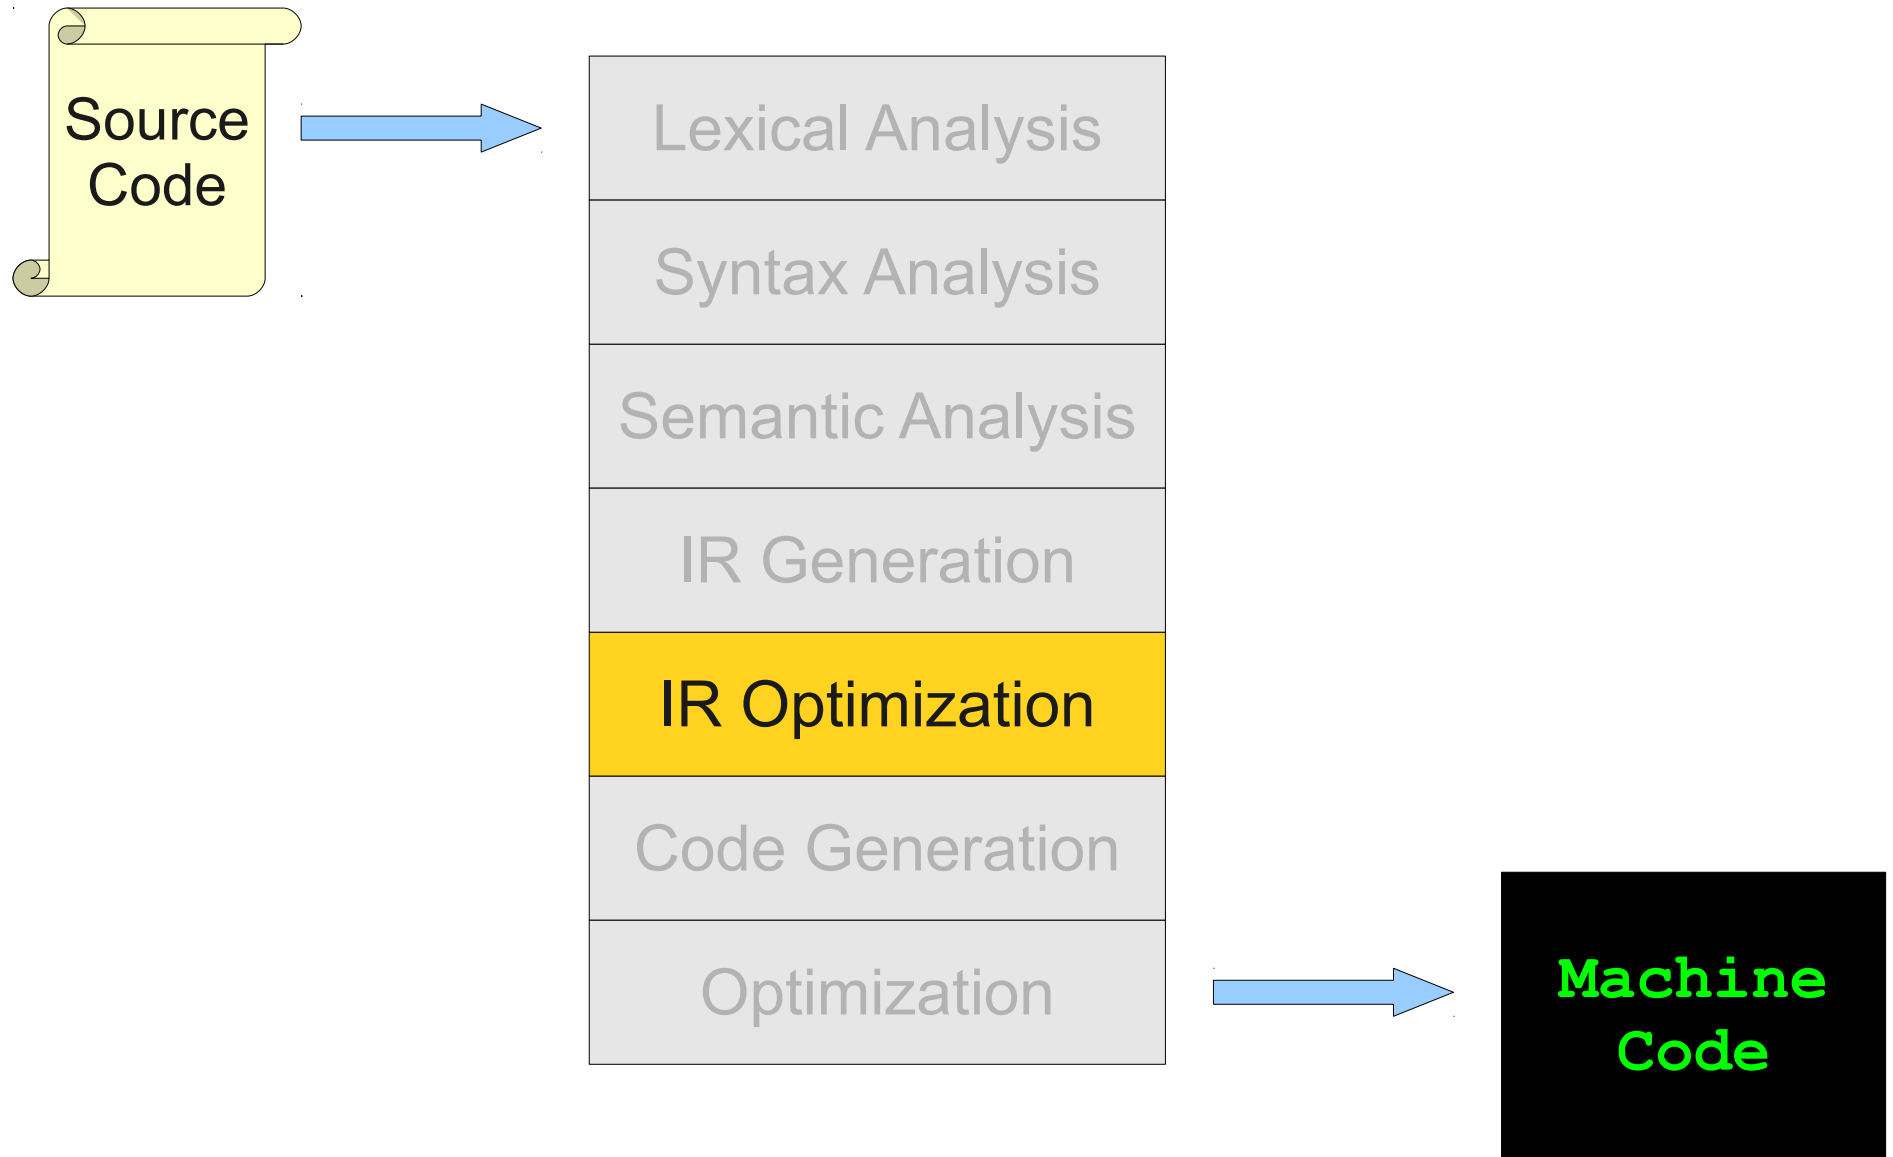 Source
Code
Lexical Analysis
Syntax Analysis
Semantic Analysis
IR Generation
IR Optimization
Code Generation
Optimization
Machine
Code